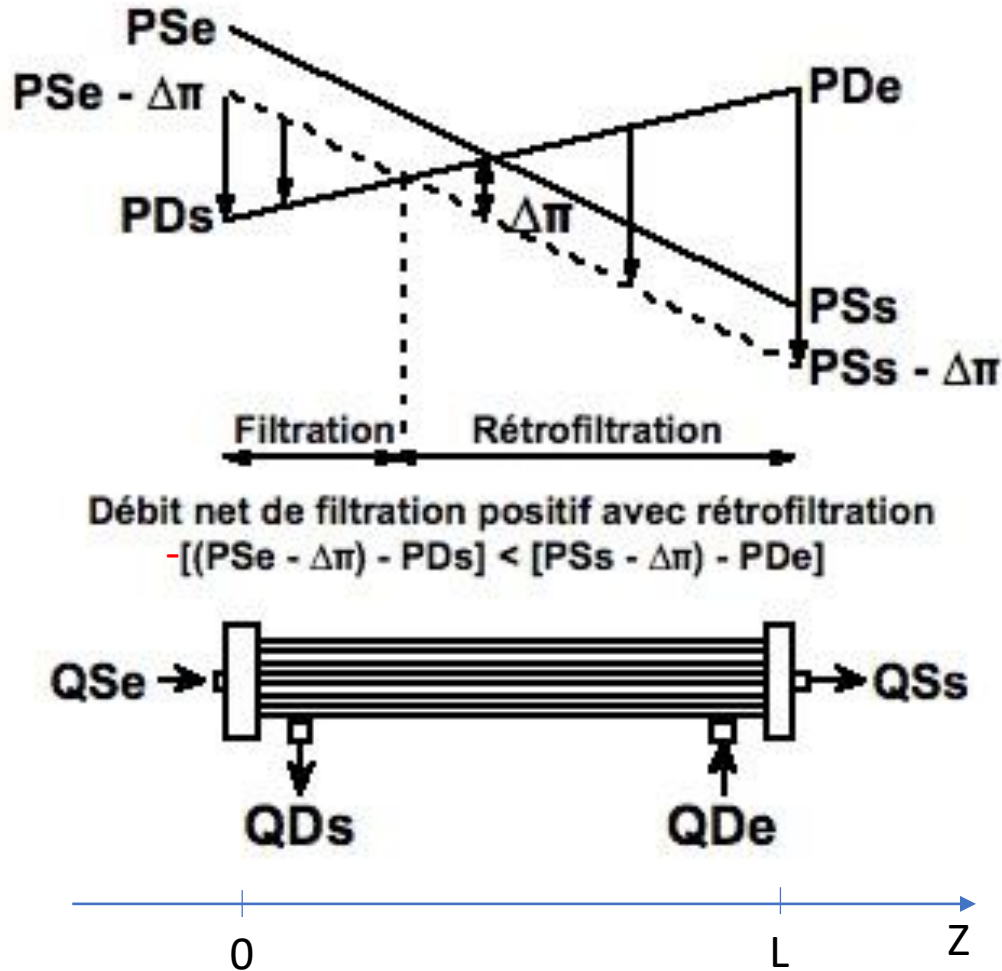 PSe
PSe - Δπ
PDe
PDs
Δπ
PSs
PSs - Δπ
Filtration
Rétrofiltration
Débit net de filtration positif avec rétrofiltration
-[(PSe - Δπ) - PDs] < [PSs - Δπ) - PDe]
QSe
QSs
QDs
QDe
0
L
Z